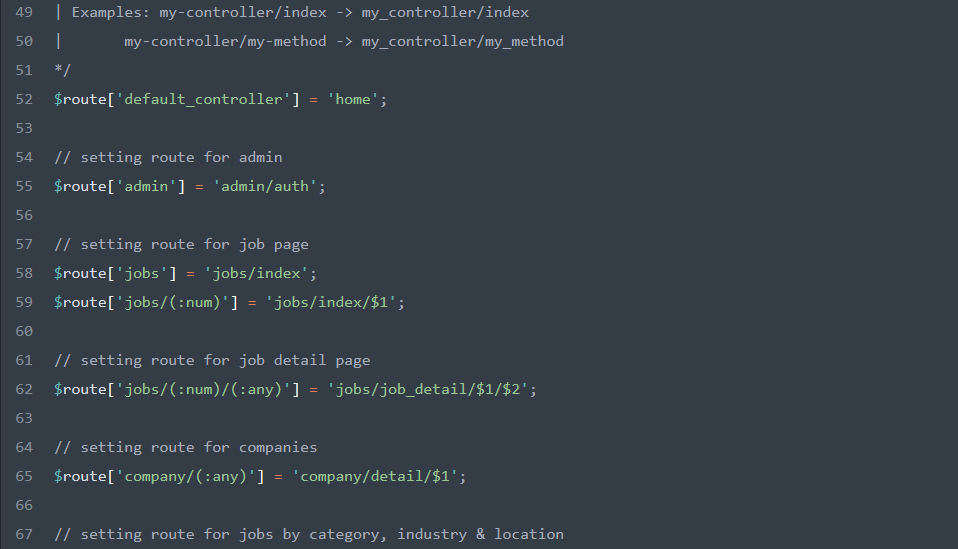 49 | Examples: my-controller/index -> my_controller/index
50 |       my-controller/my-method -> my_controller/my_method
51 */
52 $route['default_controller'] = 'home';
53
54 // setting route for admin
55 $route['admin'] = 'admin/auth';
56
57 // setting route for job page
58 $route['jobs'] = 'jobs/index';
59 $route['jobs/(:num)'] = 'jobs/index/$1';
60
61 // setting route for job detail page
62 $route['jobs/(:num)/(:any)'] = 'jobs/job_detail/$1/$2';
63
64 // setting route for companies
65 $route['company/(:any)'] = 'company/detail/$1';
66
67 // setting route for jobs by category, industry & location